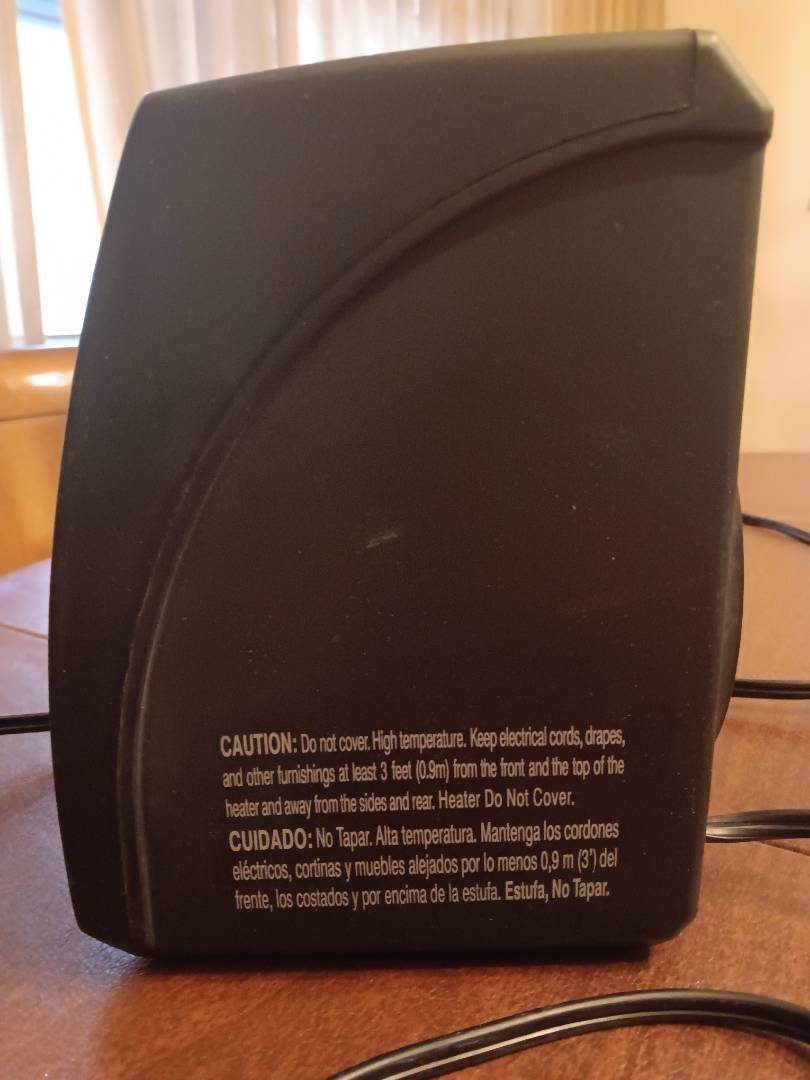 CAUTION: Do not cover. High temperature. Keep electrical cords, drapes,
and other furnishings at least 3 feet (0.9m) from the front and the top of the
heater and away from the sides and rear. Heater Do Not Cover.
CUIDADO: No Tapar. Alta temperatura. Mantenga los cordones
eléctricos, cortinas y muebles alejados por lo menos 0,9 m (3') del
frente, los costados y por encima de la estufa. Estufa, No Tapar.